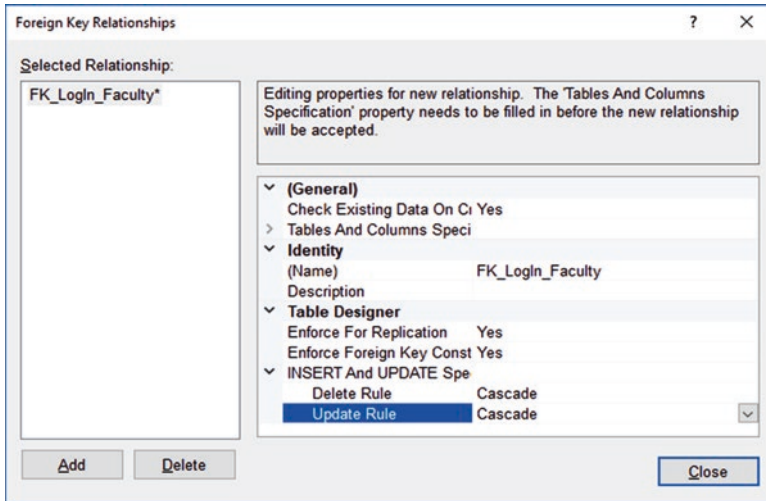 Foreign Key Relationships
Selected Relationship:
FK_LogIn_Faculty*
Editing properties for new relationship. The 'Tables And Columns
Specification' property needs to be filled in before the new relationship
will be accepted.
(General)
Check Existing Data On Cr Yes
Tables And Columns Speci
Identity
(Name) FK_LogIn_Faculty
Description
Table Designer
Enforce For Replication Yes
Enforce Foreign Key Const Yes
INSERT And UPDATE Spe
Delete Rule Cascade
Update Rule Cascade
Add Delete
Close